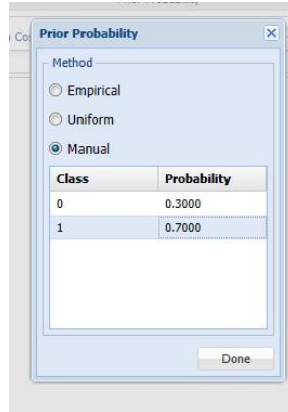 Prior Probability
Method
Empirical
Uniform
Manual
Class Probability
0 0.3000
1 0.7000
Done